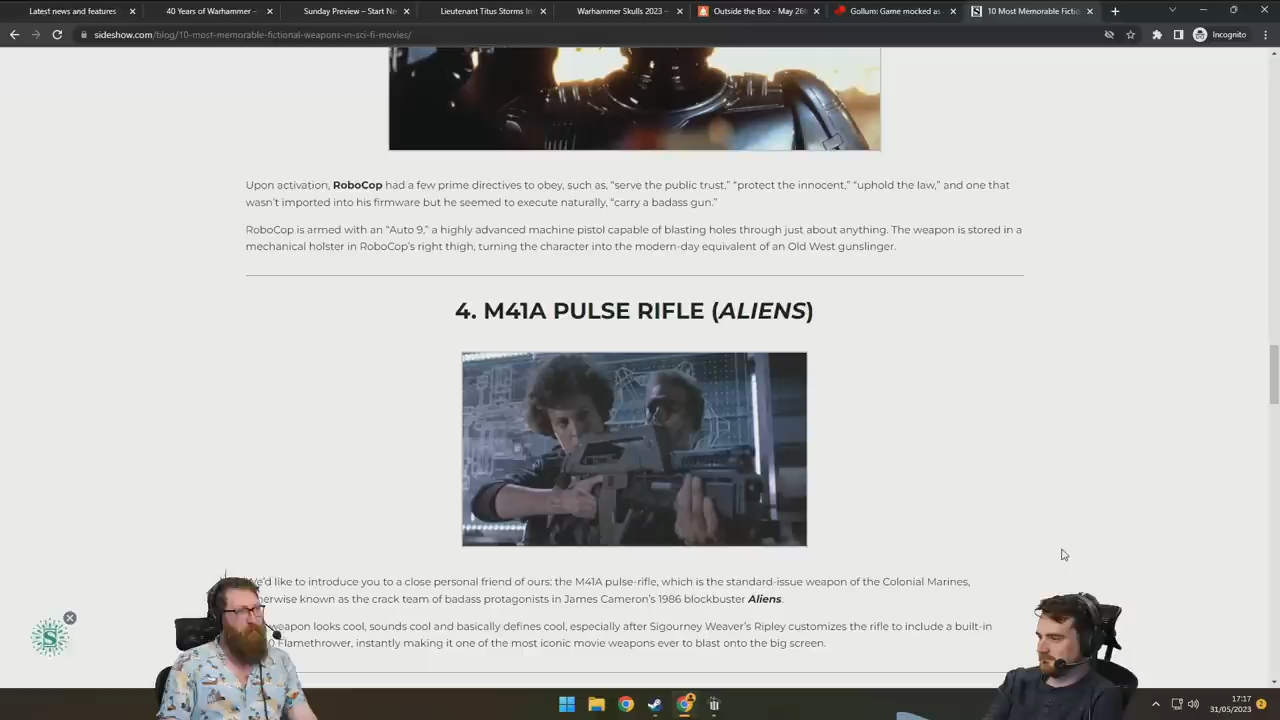 Latest news and features
40 Years of Warhammer –
Sunday Preview – Start Ne
Lieutenant Titus Storms In
Warhammer Skulls 2023 –
Outside the Box - May 26th
Gollum: Game mocked as
10 Most Memorable Fictio
sideshow.com/blog/10-most-memorable-fictional-weapons-in-sci-fi-movies/
Incognito
Upon activation, RoboCop had a few prime directives to obey, such as, “serve the public trust,” “protect the innocent,” “uphold the law,” and one that
wasn’t imported into his firmware but he seemed to execute naturally, “carry a badass gun.”
RoboCop is armed with an “Auto 9,” a highly advanced machine pistol capable of blasting holes through just about anything. The weapon is stored in a
mechanical holster in RoboCop’s right thigh, turning the character into the modern-day equivalent of an Old West gunslinger.
4. M41A PULSE RIFLE (ALIENS)
We’d like to introduce you to a close personal friend of ours: the M41A pulse-rifle, which is the standard-issue weapon of the Colonial Marines,
known as the crack team of badass protagonists in James Cameron’s 1986 blockbuster Aliens.
weapon looks cool, sounds cool and basically defines cool, especially after Sigourney Weaver’s Ripley customizes the rifle to include a built-in
Flamethrower, instantly making it one of the most iconic movie weapons ever to blast onto the big screen.
S
17:17
31/05/2023
2